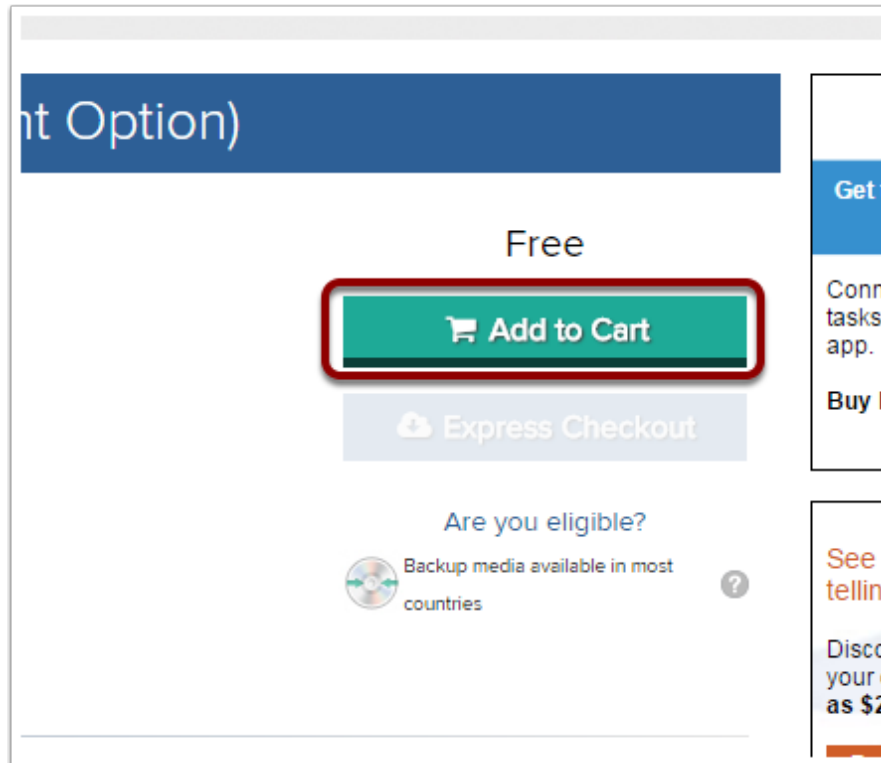 nt Option)
Free
Add to Cart
Express Checkout
Are you eligible?
Backup media available in most
countries
?
Get
Conn
tasks
app.
Buy
See
tellin
Disco
your
as $2